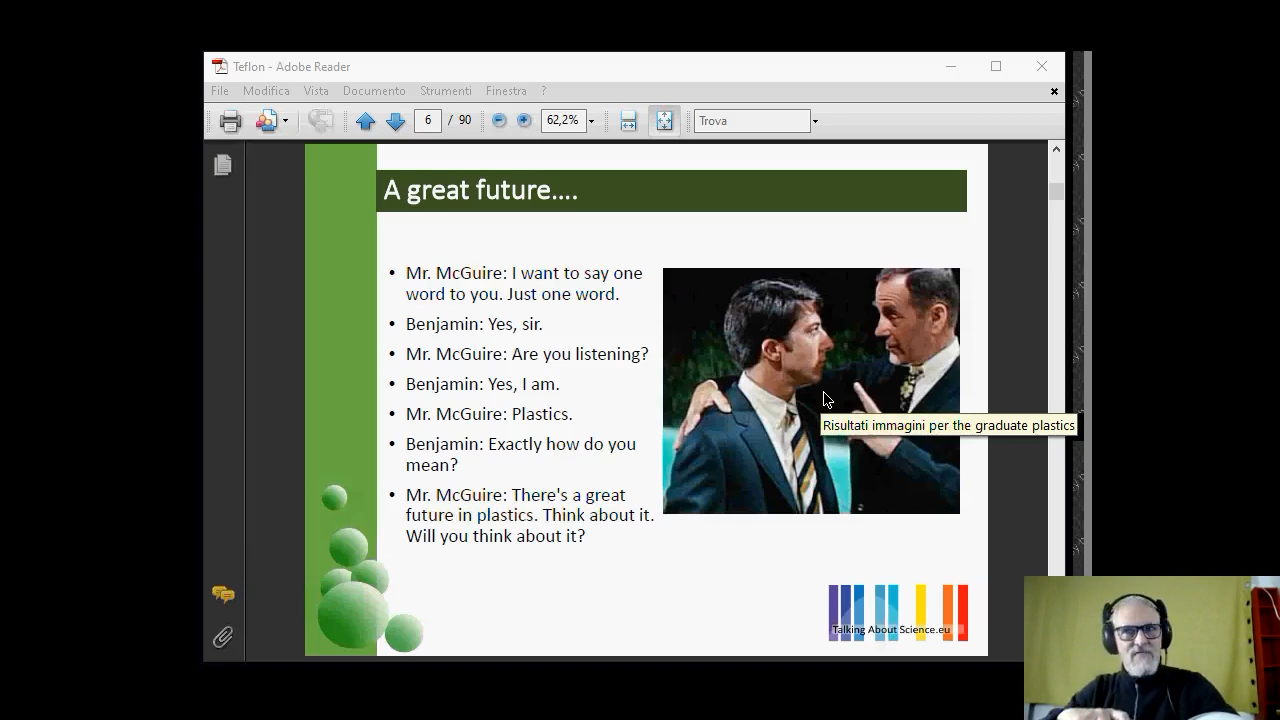 Teflon - Adobe Reader
File Modifica Vista Documento Strumenti Finestra ?
6 / 90 62,2% Trova
A great future....
• Mr. McGuire: I want to say one
word to you. Just one word.
• Benjamin: Yes, sir.
• Mr. McGuire: Are you listening?
• Benjamin: Yes, I am.
• Mr. McGuire: Plastics.
• Benjamin: Exactly how do you
mean?
• Mr. McGuire: There's a great
future in plastics. Think about it.
Will you think about it?
Risultati immagini per the graduate plastics
Talking About Science.eu